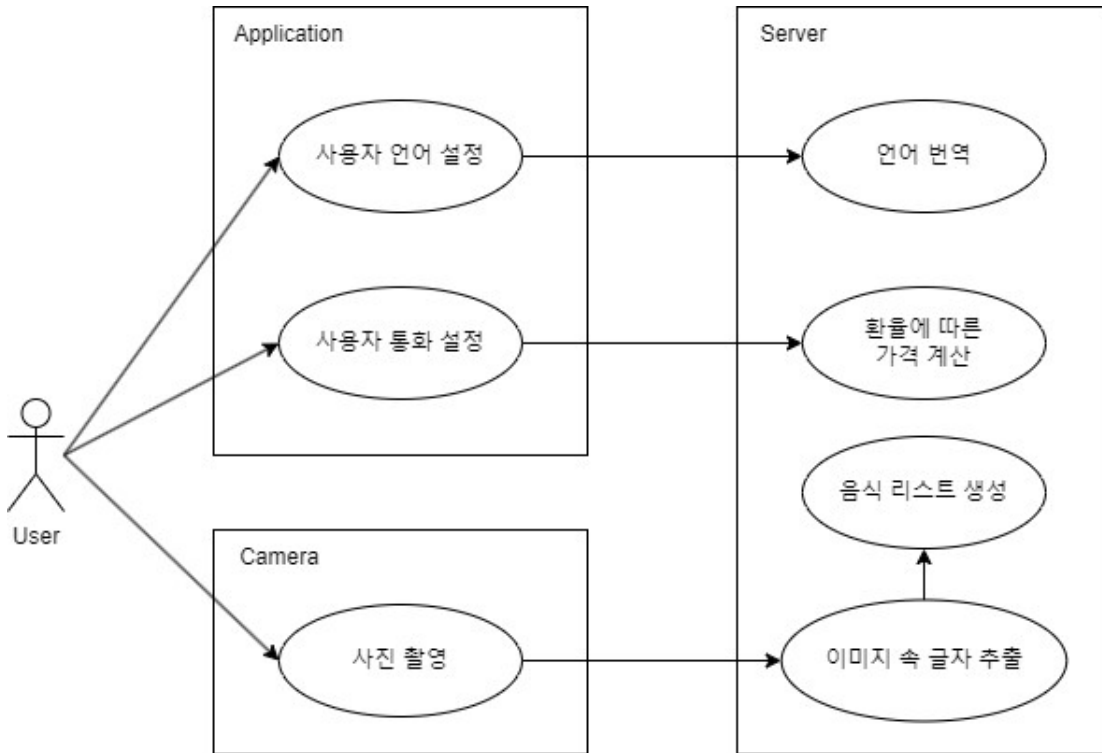 Application
사용자 언어 설정
사용자 통화 설정
User
Camera
사진 촬영
Server
언어 번역
환율에 따른
가격 계산
음식 리스트 생성
이미지 속 글자 추출